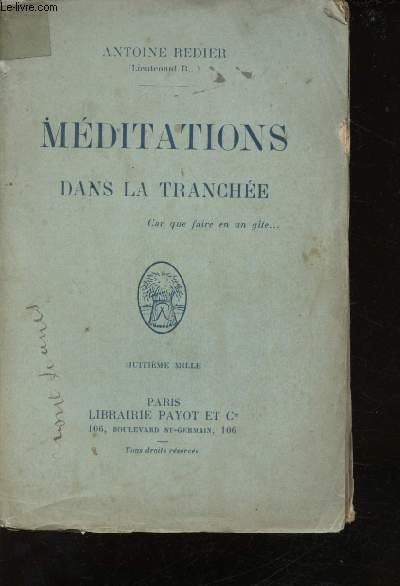 Le-livre.com
ANTOINE REDIER
(Lieutenant R...)
MÉDITATIONS
DANS LA TRANCHÉE
Car que faire en un gîte...
HUITIÈME MILLE
PARIS
LIBRAIRIE PAYOT ET Cie
106, BOULEVARD ST-GERMAIN, 106
Tous droits réservés